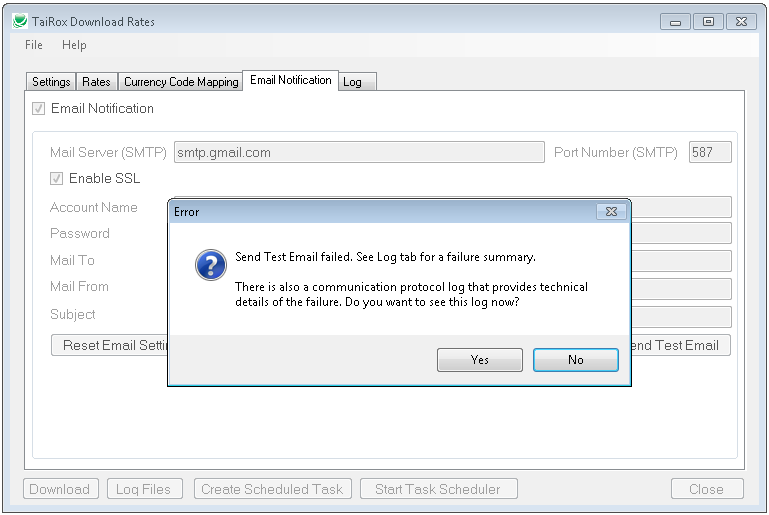 TaiRox Download Rates
File Help
Settings Rates Currency Code Mapping Email Notification Log
Email Notification
Mail Server (SMTP) smtp.gmail.com Port Number (SMTP) 587
Enable SSL
Account Name
Error
Password
Send Test Email failed. See Log tab for a failure summary.
Mail To
There is also a communication protocol log that provides technical
Mail From
details of the failure. Do you want to see this log now?
Subject
Reset Email Test Email
Yes No
Download Log Files Create Scheduled Task Start Task Scheduler Close